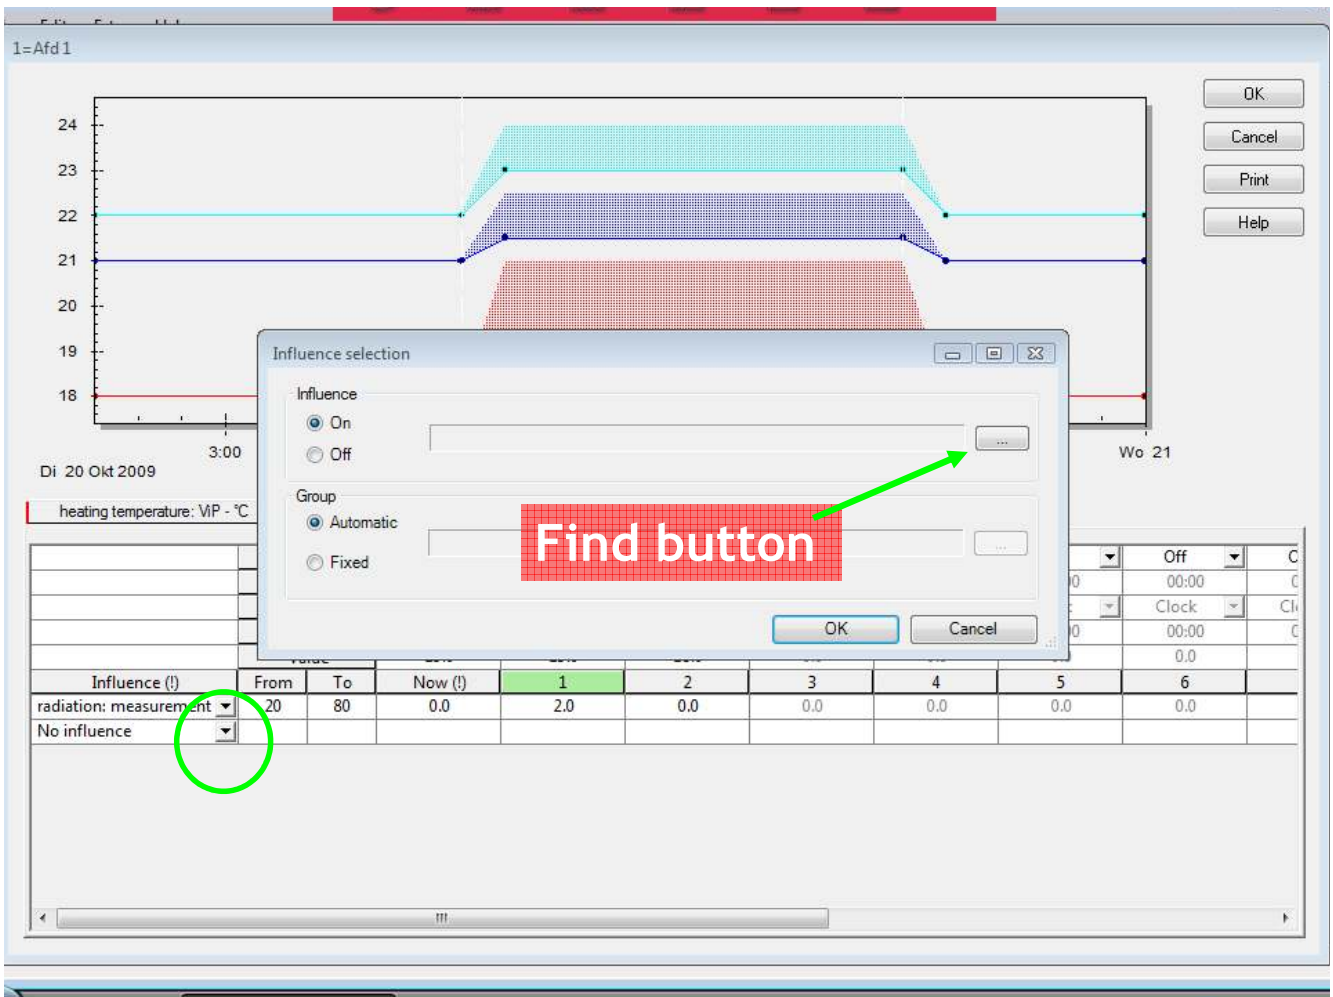 1=Afd 1
OK
Cancel
Print
Help
24
23
22
21
20
19
18
3:00
Wo 21
Di 20 Okt 2009
heating temperature: ViP - °C
Influence selection
Influence
On
Off
...
Group
Automatic
Fixed
...
Find button
OK
Cancel
Off
00:00
Clock
00:00
0.0
Influence (!) From To Now (!) 1 2 3 4 5 6
radiation: measurement 20 80 0.0 2.0 0.0 0.0 0.0 0.0 0.0
No influence